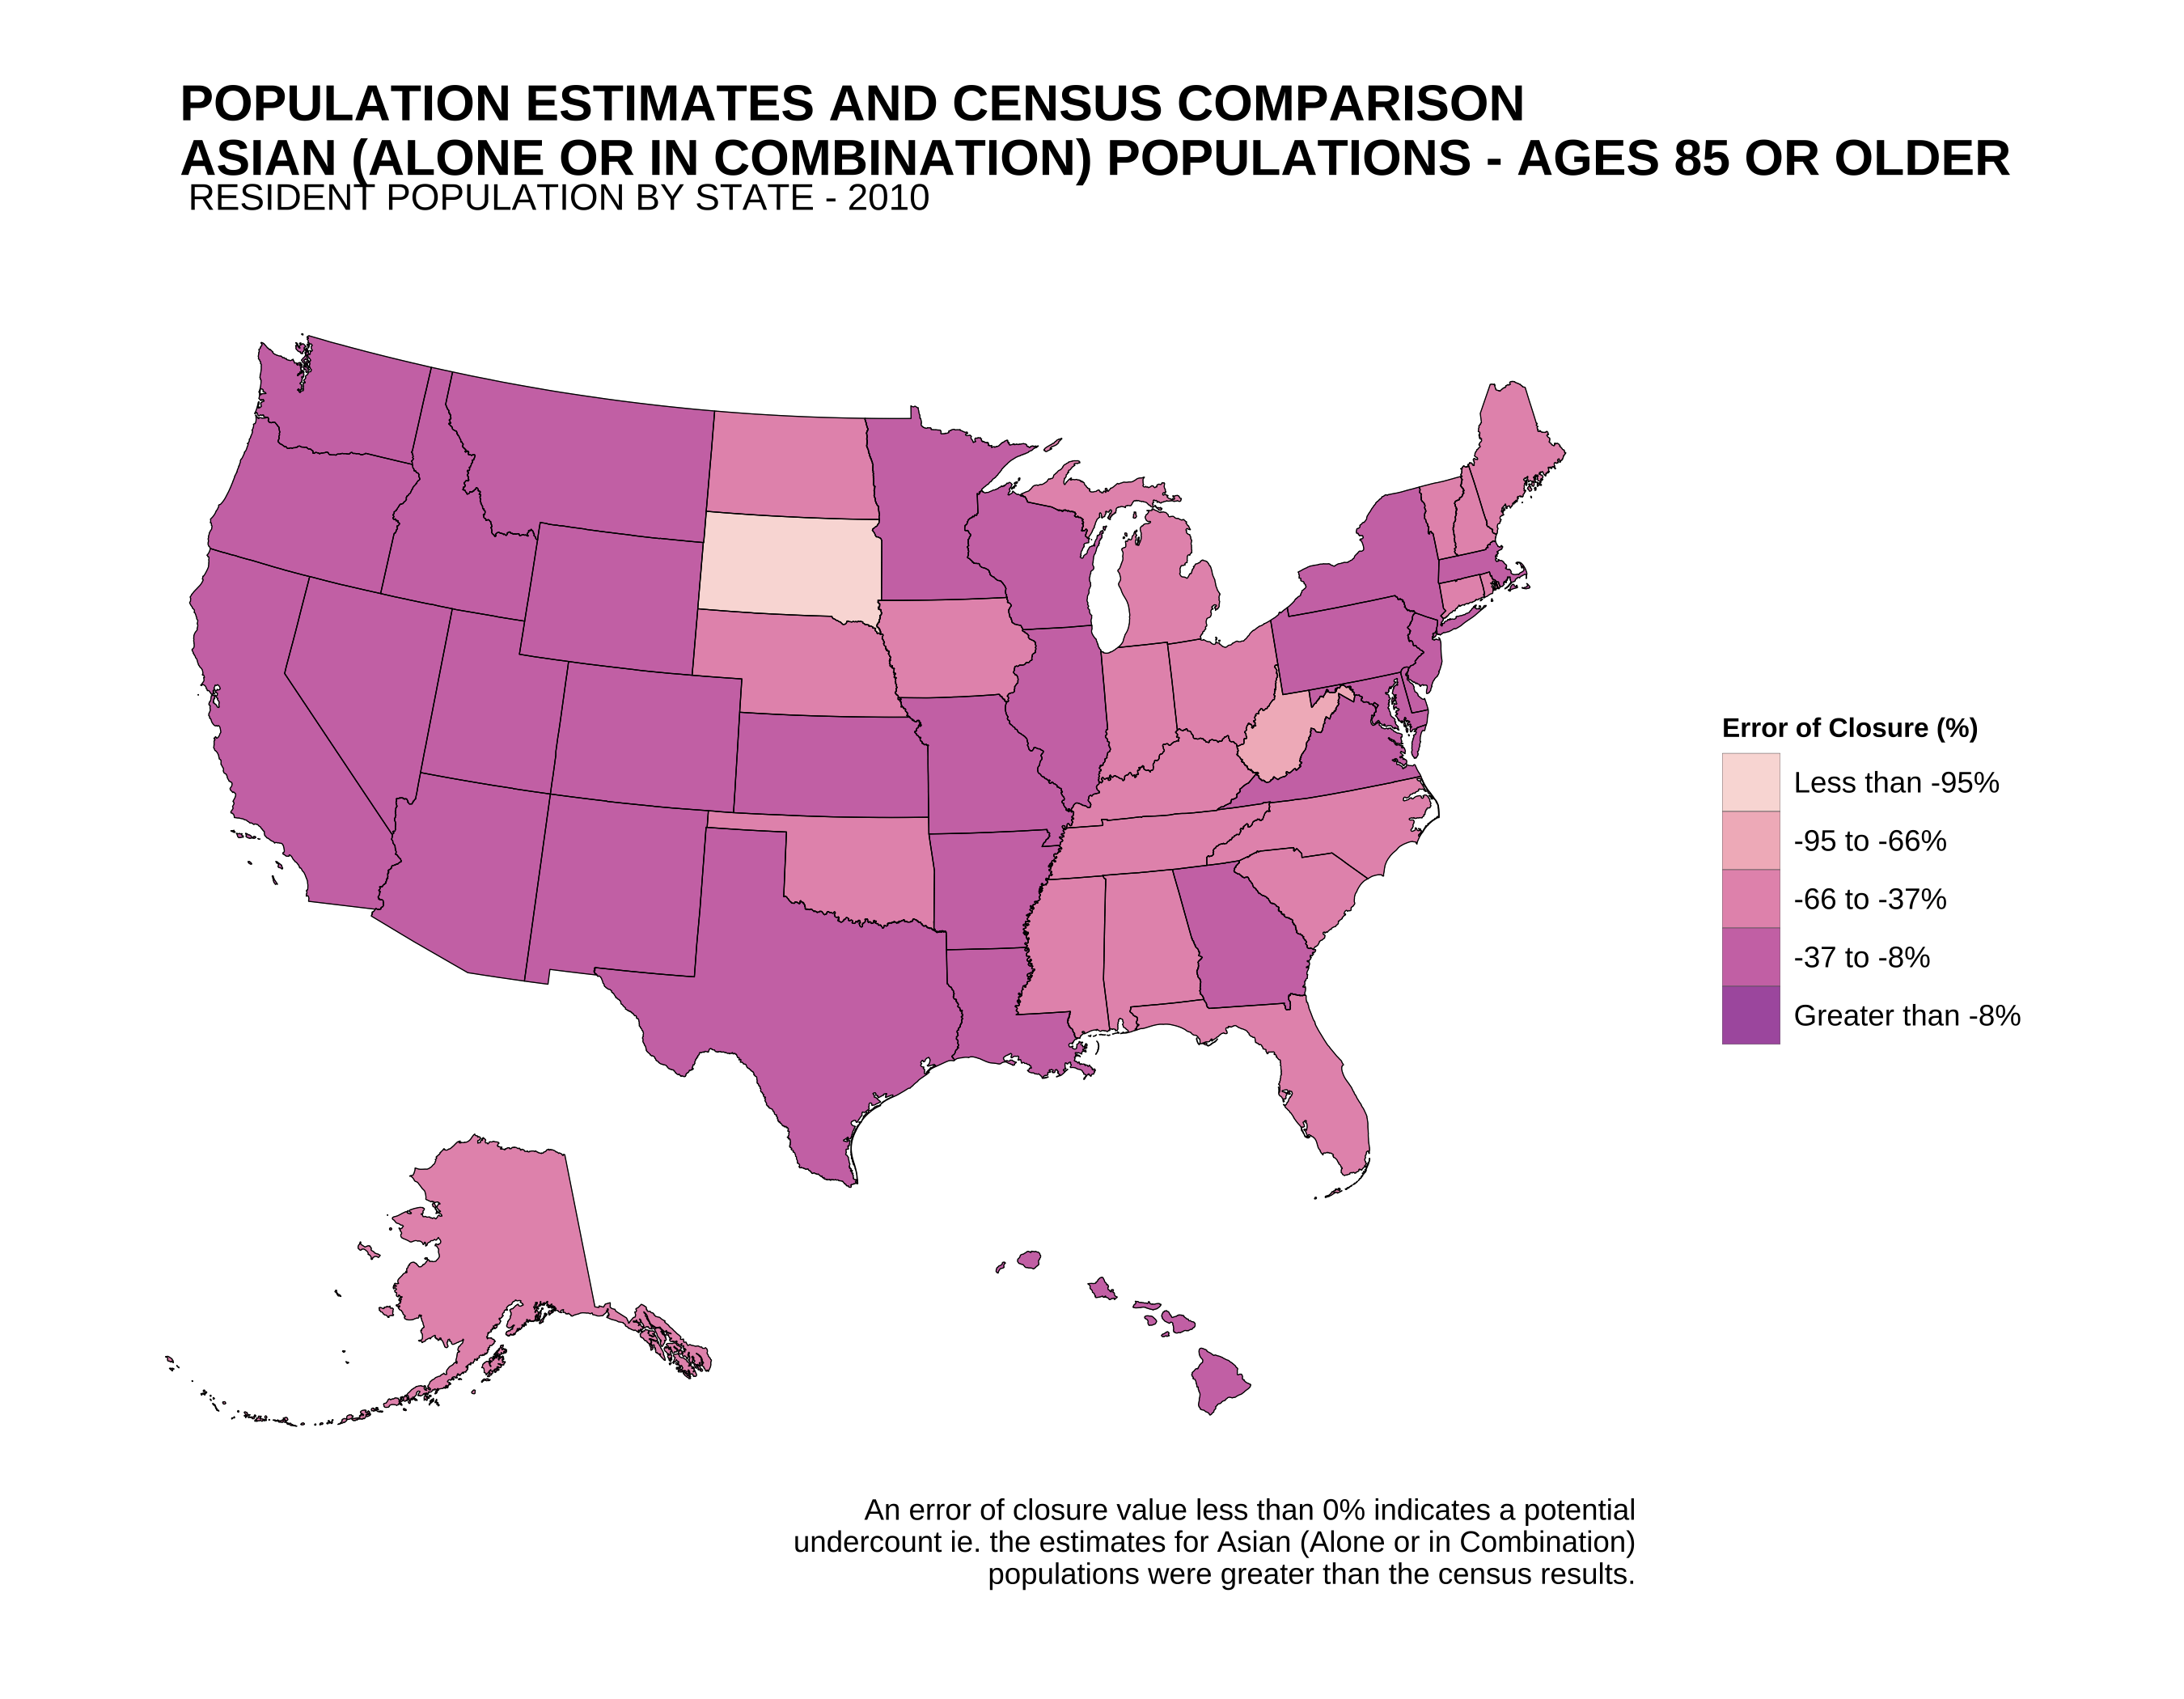 POPULATION ESTIMATES AND CENSUS COMPARISON
ASIAN (ALONE OR IN COMBINATION) POPULATIONS - AGES 85 OR OLDER
RESIDENT POPULATION BY STATE - 2010
Error of Closure (%)
Less than -95%
-95 to -66%
-66 to -37%
-37 to -8%
Greater than -8%
An error of closure value less than 0% indicates a potential
undercount ie. the estimates for Asian (Alone or in Combination)
populations were greater than the census results.